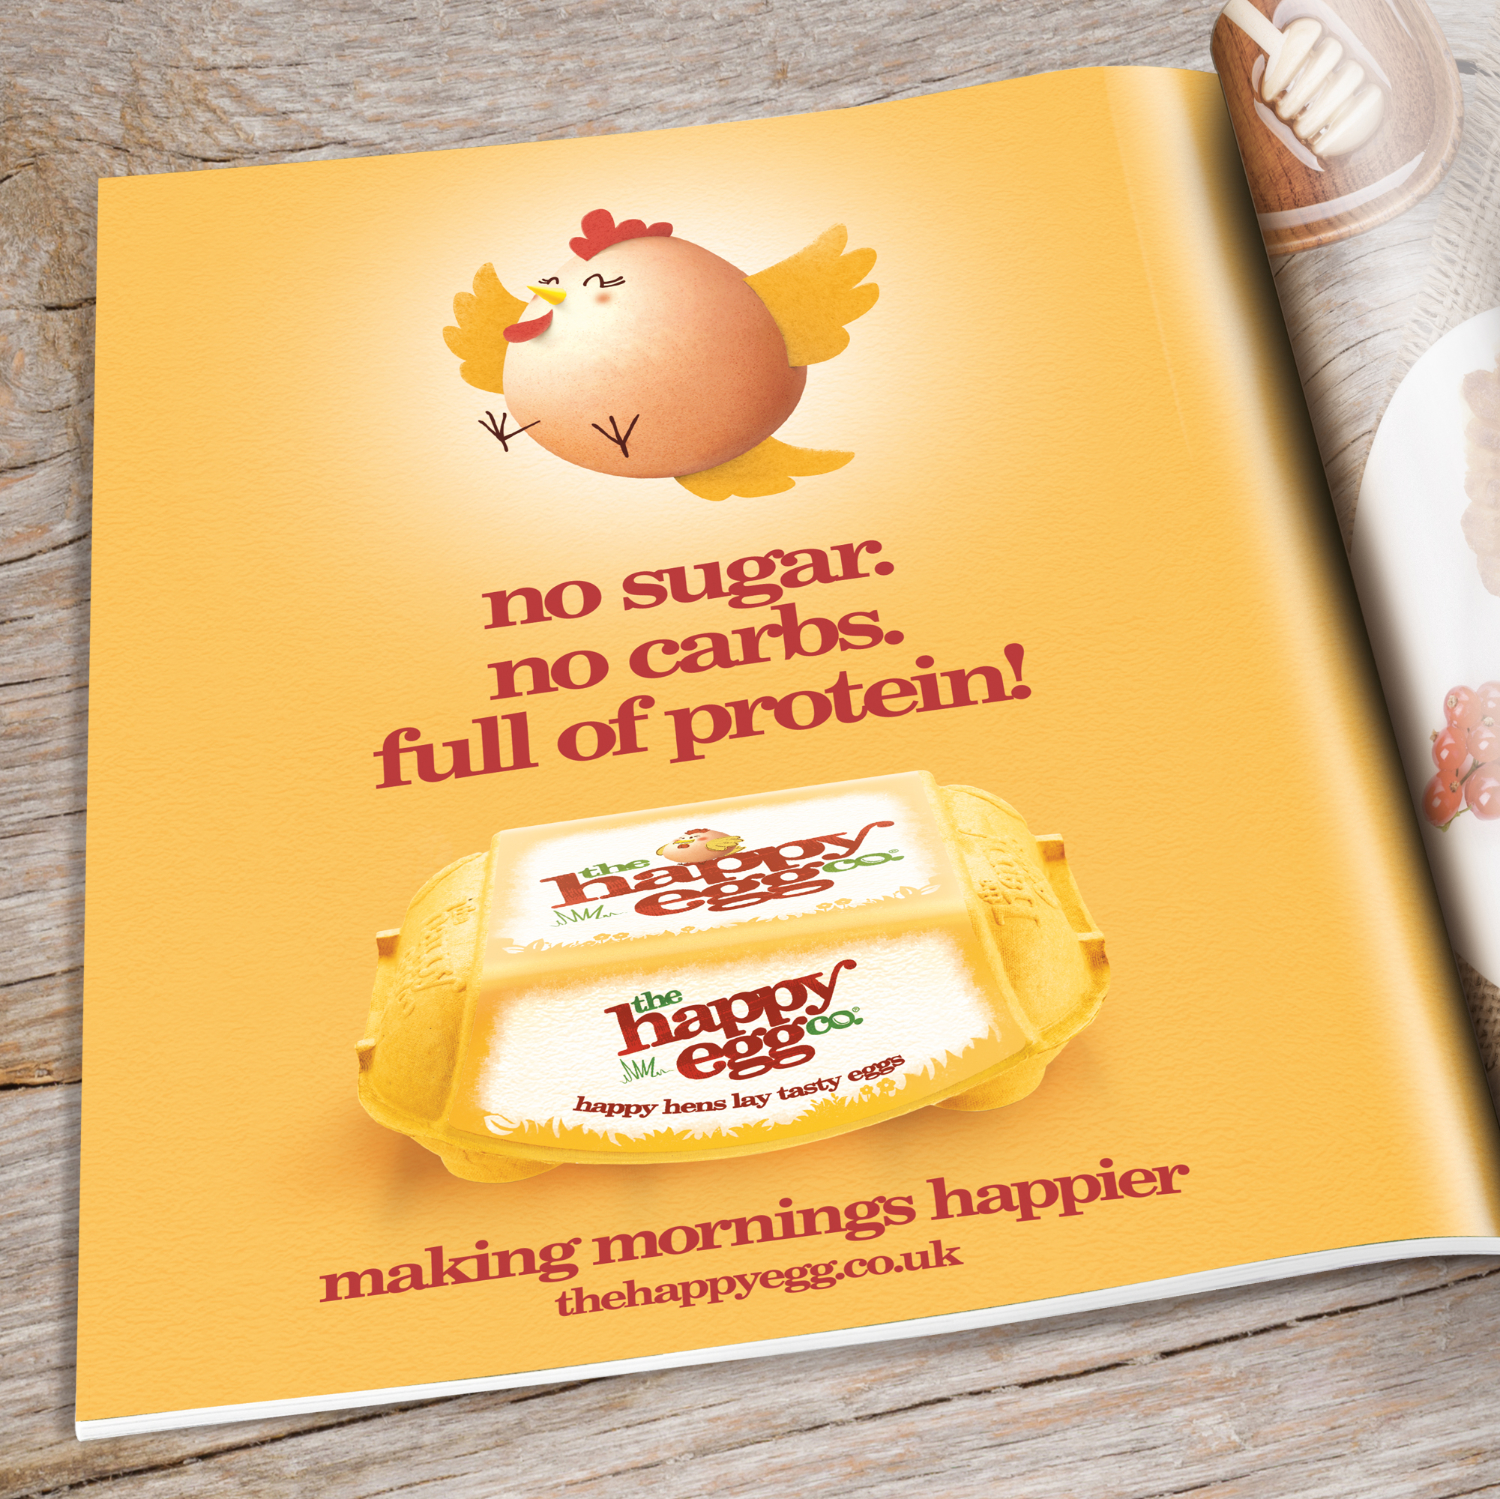 no sugar.
no carbs.
full of protein!
the
happy
egg co.®
the
happy
egg co.®
happy hens lay tasty eggs
making mornings happier
thehappyegg.co.uk